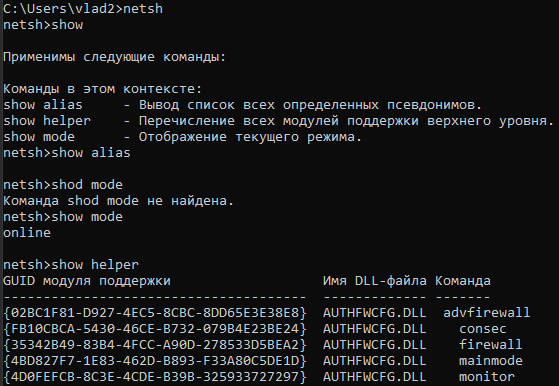 C:\Users\vlad2>netsh
netsh>show
Применимы следующие команды:
Команды в этом контексте:
show alias     - Вывод список всех определенных псевдонимов.
show helper    - Перечисление всех модулей поддержки верхнего уровня.
show mode      - Отображение текущего режима.
netsh>show alias
netsh>shod mode
Команда shod mode не найдена.
netsh>show mode
online
netsh>show helper
GUID модуля поддержки                   Имя DLL-файла Команда
--------------------------------------  ------------- -------
{02BC1F81-D927-4EC5-8CBC-8DD65E3E38E8}  AUTHFWCFG.DLL  advfirewall
{FB10CBCA-5430-46CE-B732-079B4E23BE24}  AUTHFWCFG.DLL    consec
{35342B49-83B4-4FCC-A90D-278533D5BEA2}  AUTHFWCFG.DLL    firewall
{4BD827F7-1E83-462D-B893-F33A80C5DE1D}  AUTHFWCFG.DLL    mainmode
{4D0FEFCB-8C3E-4CDE-B39B-325933727297}  AUTHFWCFG.DLL    monitor